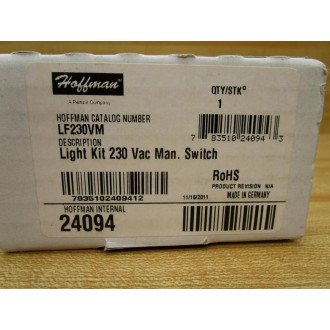 Hoffman
A Pentair Company
QTY/STK
1
HOFFMAN CATALOG NUMBER
LF230VM
7 83510 24094 3
DESCRIPTION
Light Kit 230 Vac Man. Switch
RoHS
PRODUCT REVISION N/A
7835102409412
11/16/2011
MADE IN GERMANY
HOFFMAN INTERNAL
24094